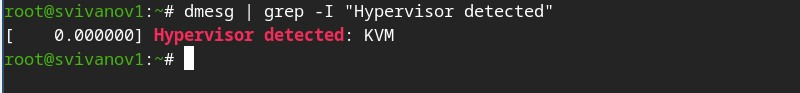 root@svivanov1:~# dmesg | grep -I "Hypervisor detected"
[    0.000000] Hypervisor detected: KVM
root@svivanov1:~#